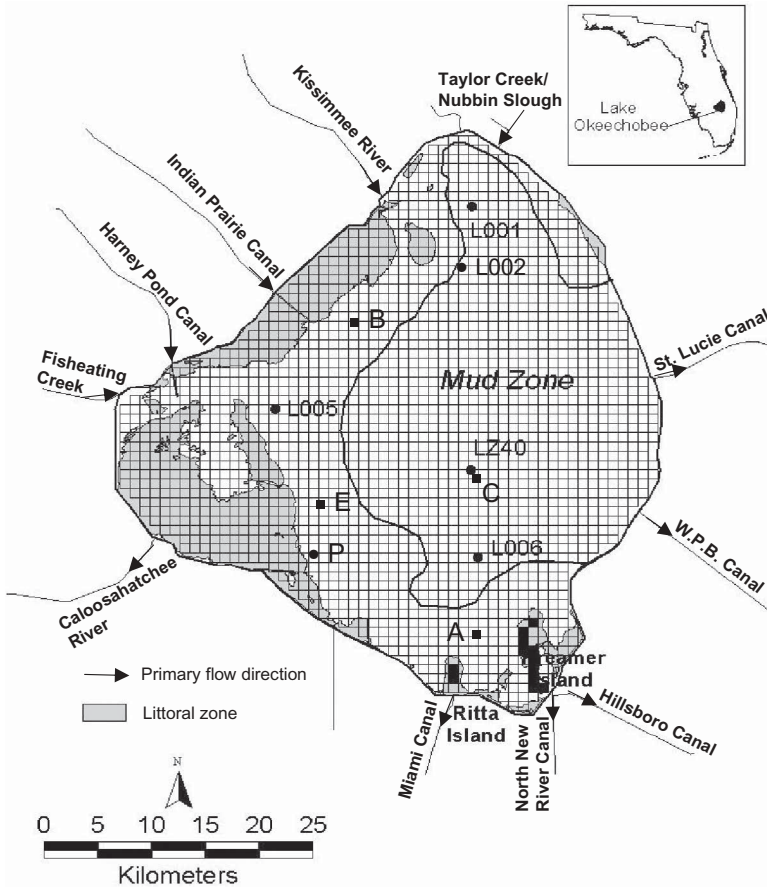 Lake
Okeechobee
Taylor Creek/
Nubbin Slough
Kissimmee River
Indian Prairie Canal
Harney Pond Canal
Fisheating
Creek
L001
L002
B
St. Lucie Canal
Mud Zone
L005
LZ40
C
E
P
L006
W.P.B. Canal
Caloosahatchee
River
A
Island
Primary flow direction
Littoral zone
Ritta
Island
Miami Canal
North New
River Canal
Hillsboro Canal
N
0 5 10 15 20 25
Kilometers